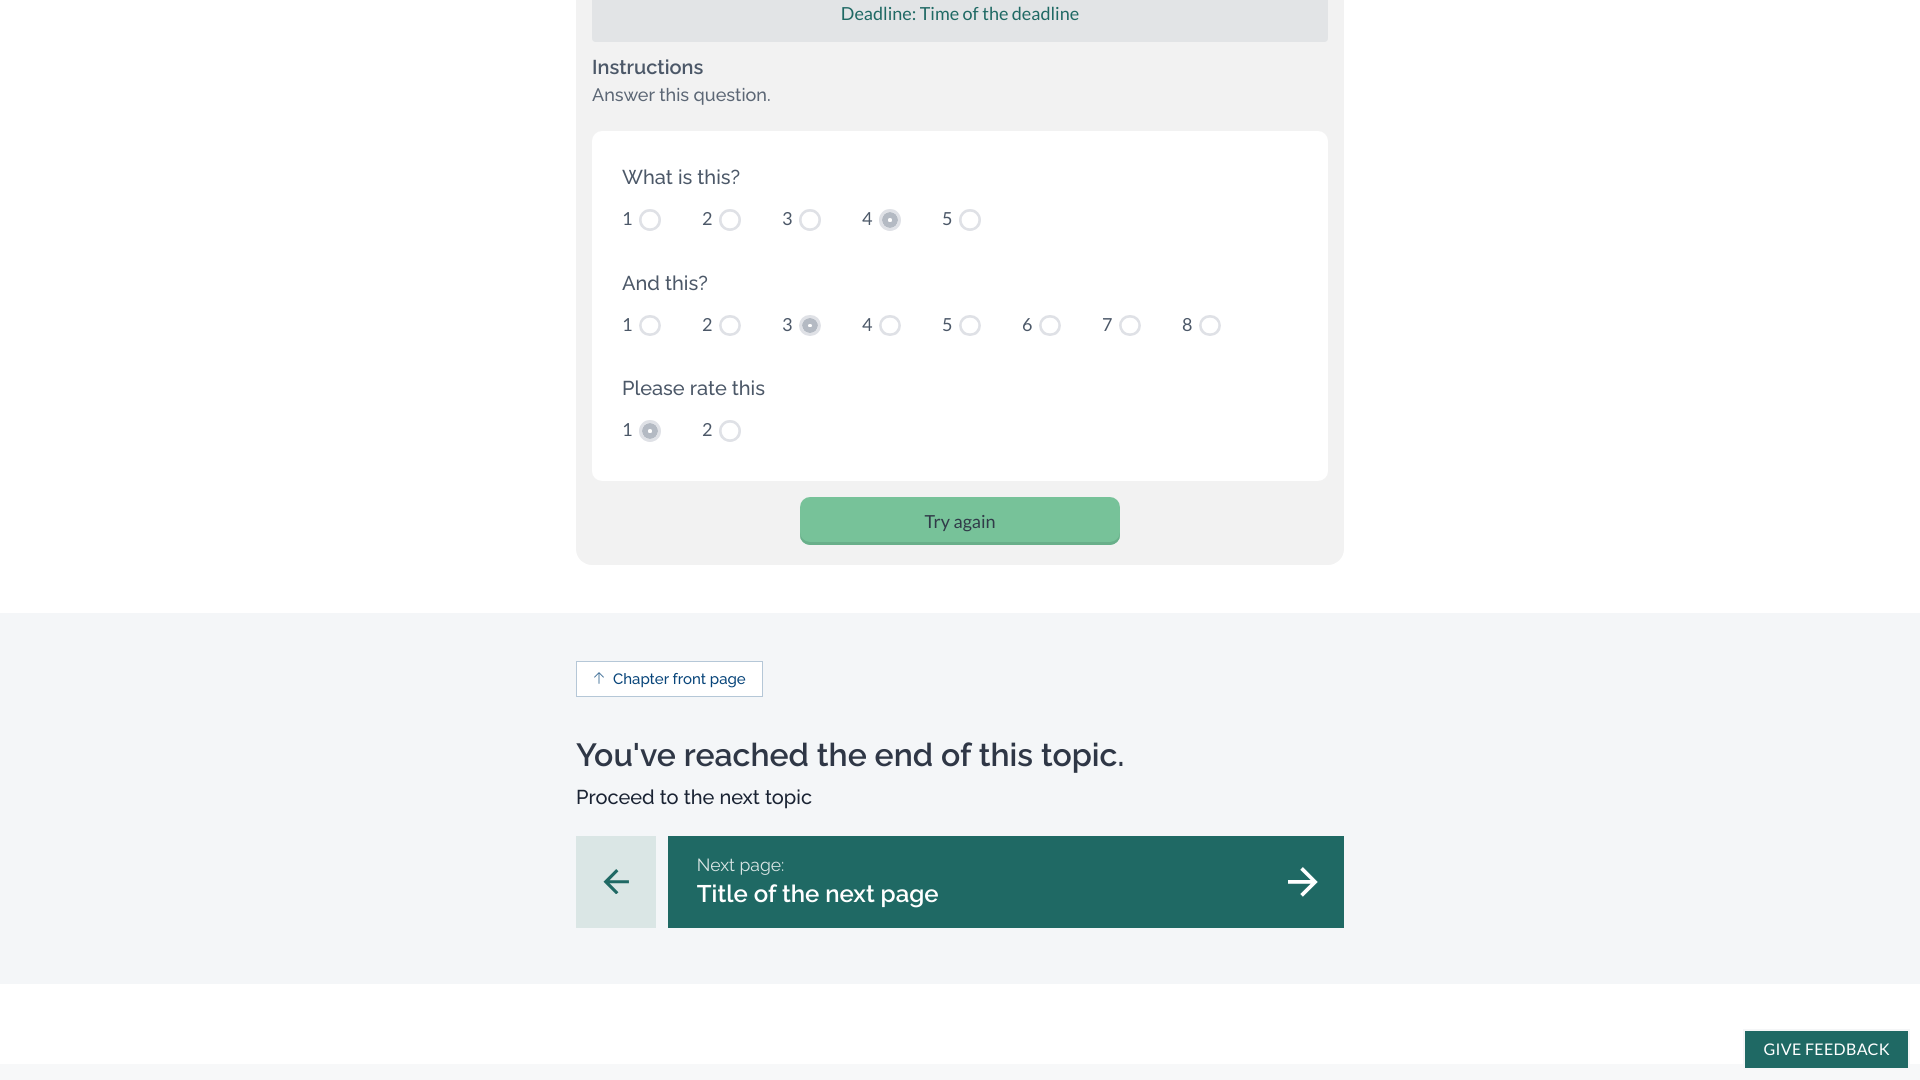 Deadline: Time of the deadline
Instructions
Answer this question.
What is this?
1 2 3 4 5
And this?
1 2 3 4 5 6 7 8
Please rate this
1 2
Try again
Chapter front page
You've reached the end of this topic.
Proceed to the next topic
Next page:
Title of the next page
GIVE FEEDBACK